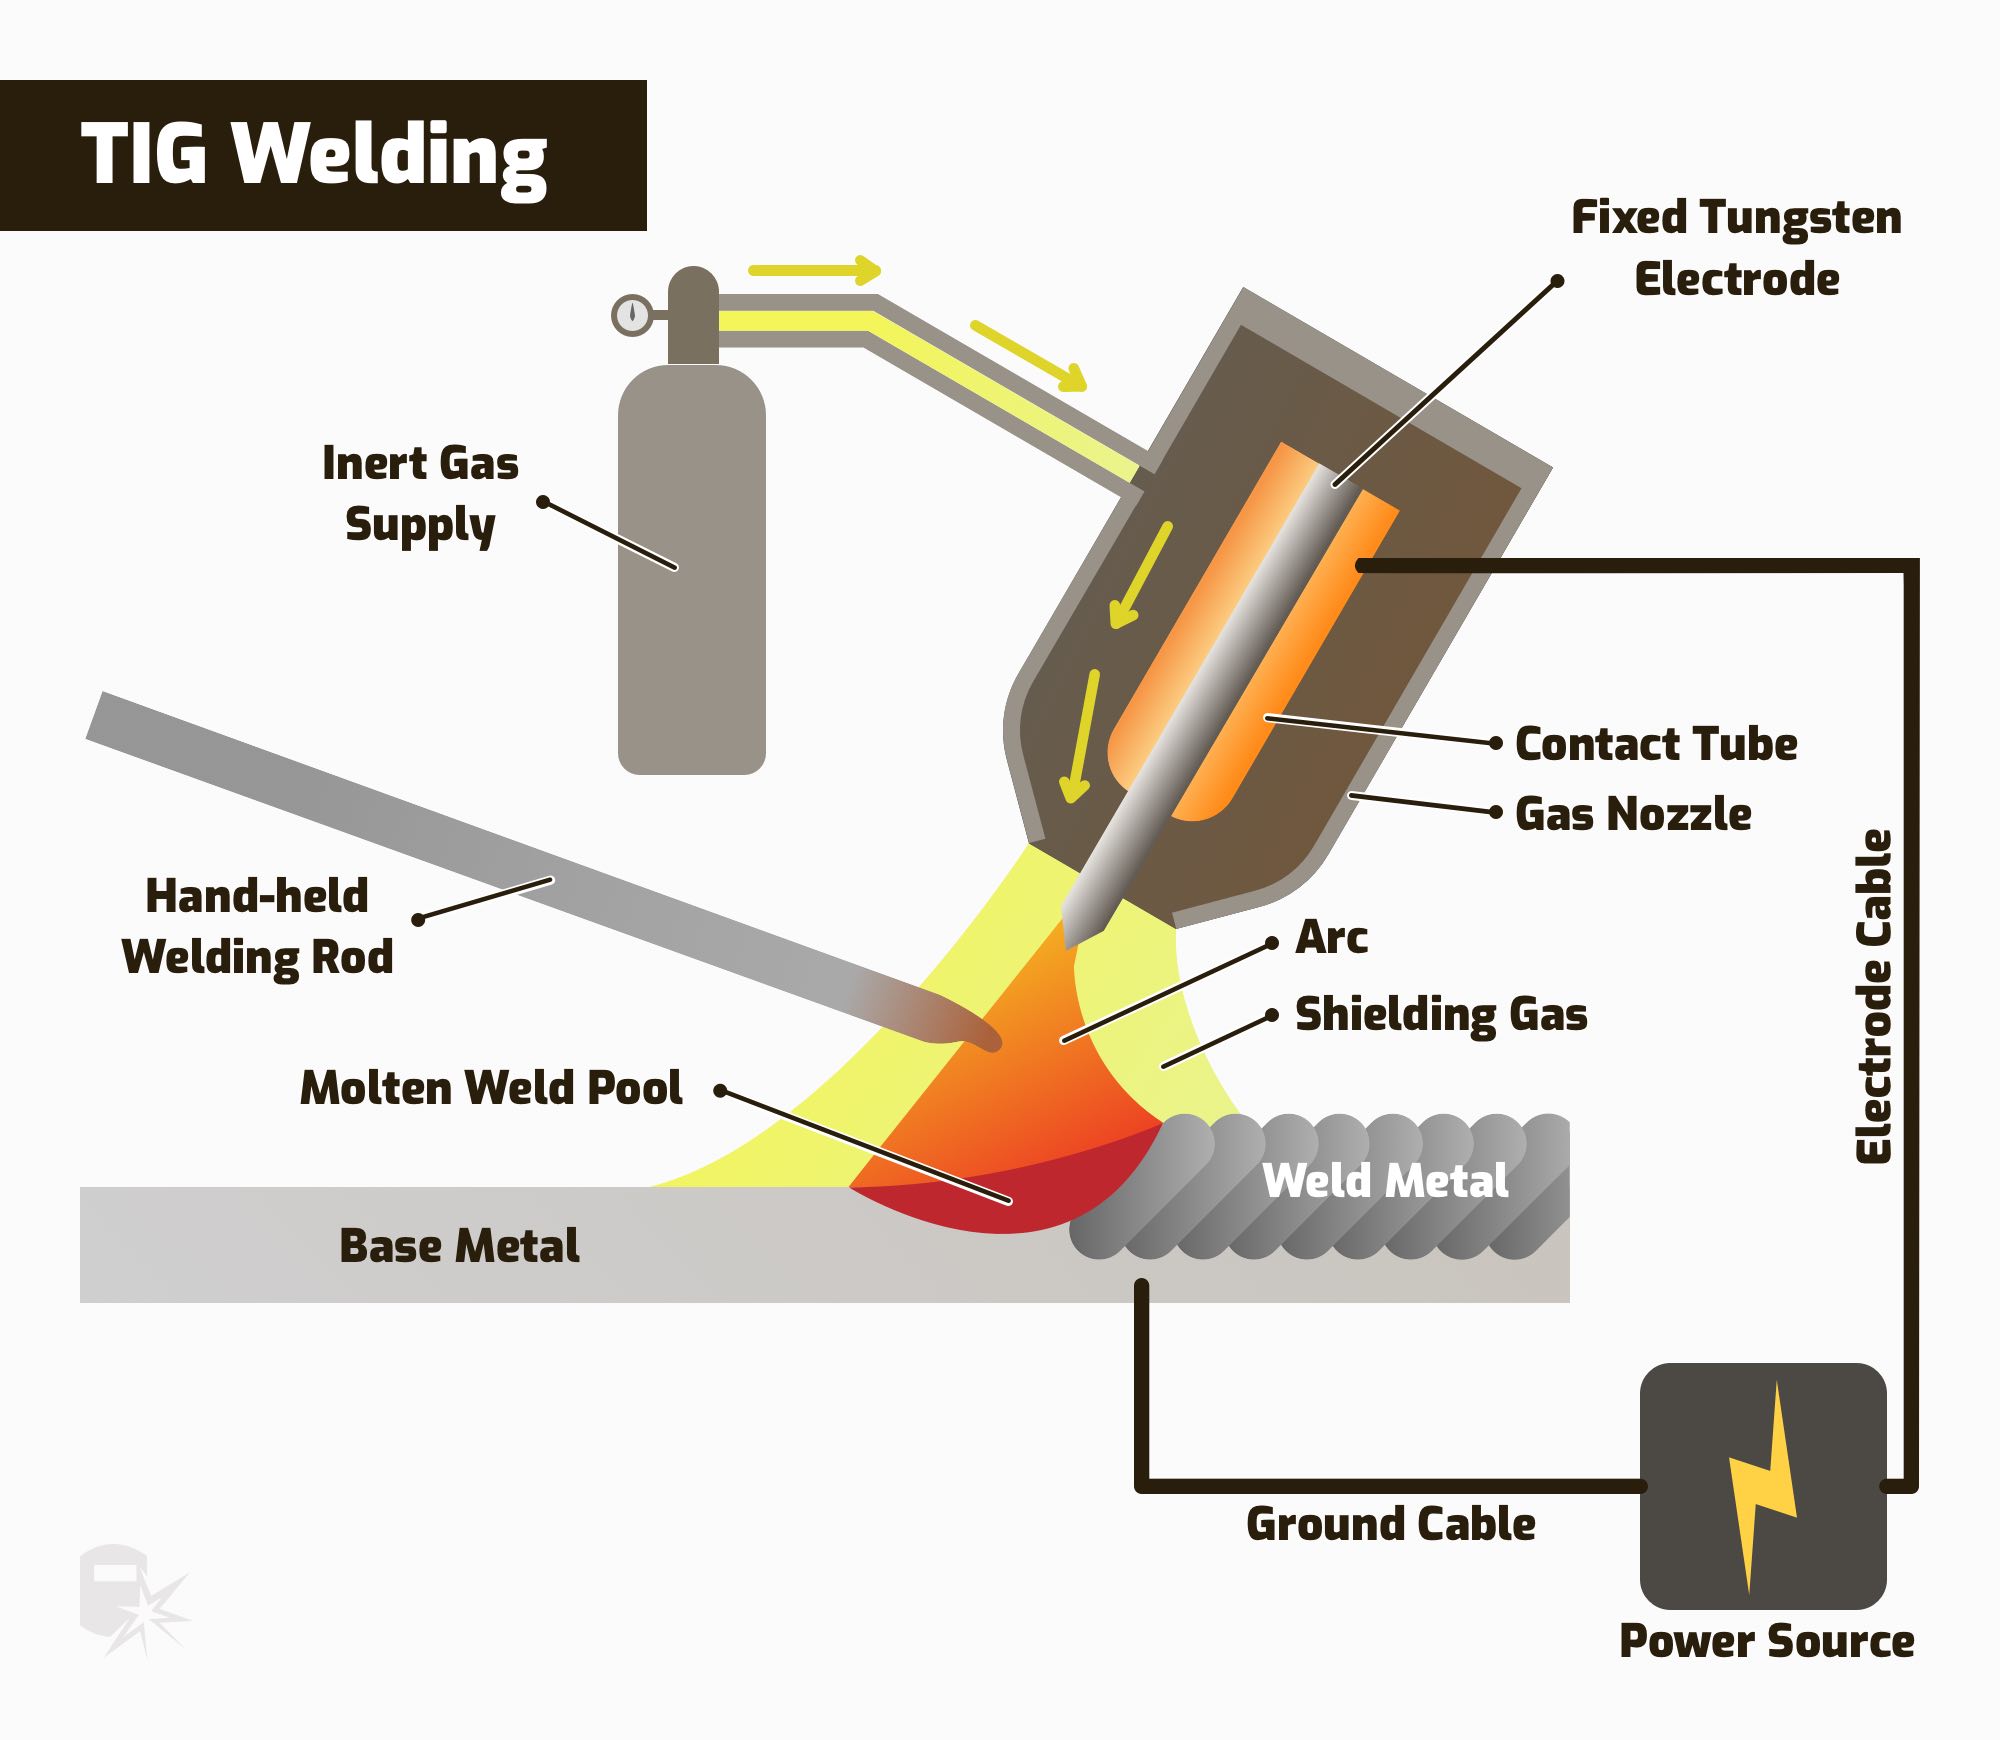 TIG Welding
Fixed Tungsten
Electrode
Inert Gas
Supply
Contact Tube
Gas Nozzle
Electrode Cable
Hand-held
Welding Rod
Arc
Shielding Gas
Molten Weld Pool
Weld Metal
Base Metal
Ground Cable
Power Source